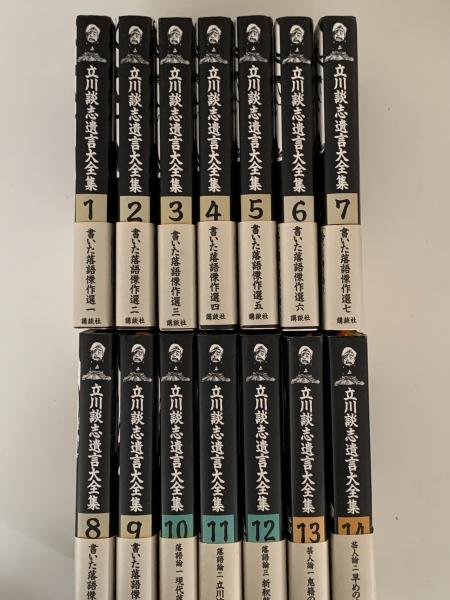 立川談志遺言大全集
1
書いた落語傑作選一
講談社
立川談志遺言大全集
2
書いた落語傑作選二
講談社
立川談志遺言大全集
3
書いた落語傑作選三
講談社
立川談志遺言大全集
4
書いた落語傑作選四
講談社
立川談志遺言大全集
5
書いた落語傑作選五
講談社
立川談志遺言大全集
6
書いた落語傑作選六
講談社
立川談志遺言大全集
7
書いた落語傑作選七
講談社
立川談志遺言大全集
8
書いた落語傑
立川談志遺言大全集
9
書いた落語傑
立川談志遺言大全集
10
落語論一 現代落
立川談志遺言大全集
11
落語論二 立川
立川談志遺言大全集
12
落語論三 新釈
立川談志遺言大全集
13
芸人論一 鬼籍の
立川談志遺言大全集
14
芸人論二 早めの